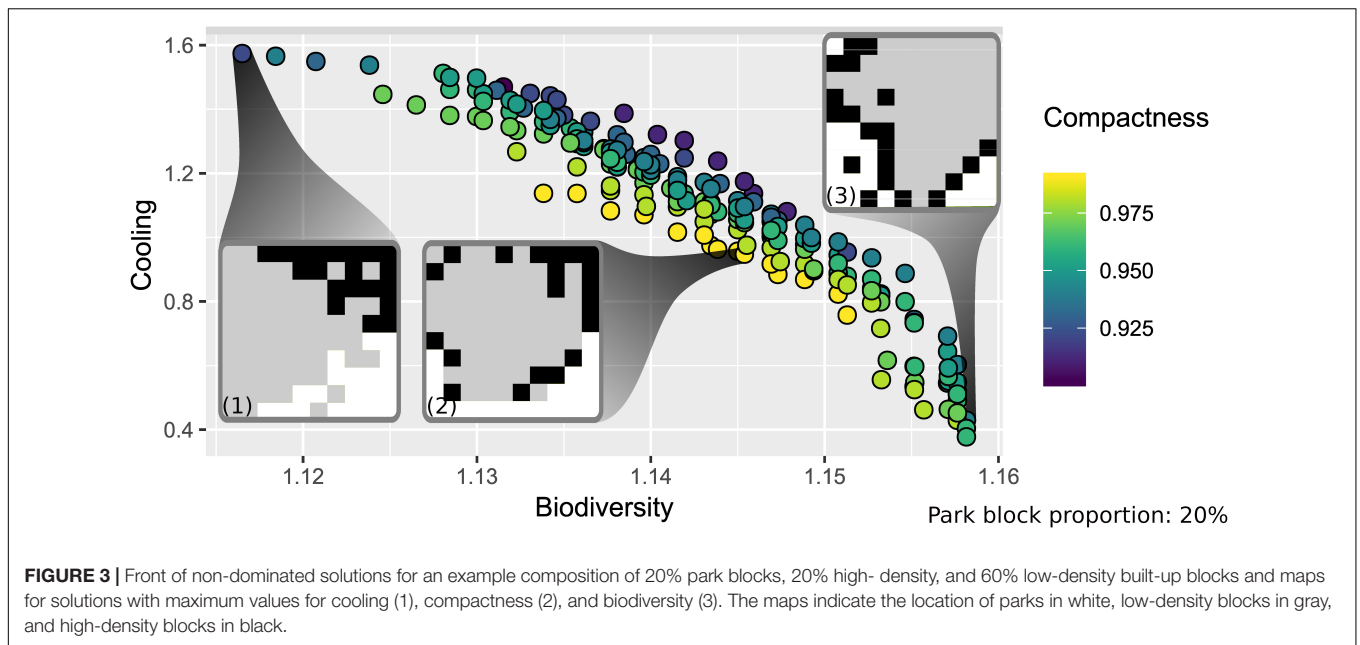 1.6
1.2
0.8
0.4
Cooling
(1)
(2)
(3)
1.12
1.13
1.14
1.15
1.16
Biodiversity
Compactness
0.975
0.950
0.925
Park block proportion: 20%
FIGURE 3 | Front of non-dominated solutions for an example composition of 20% park blocks, 20% high- density, and 60% low-density built-up blocks and maps
for solutions with maximum values for cooling (1), compactness (2), and biodiversity (3). The maps indicate the location of parks in white, low-density blocks in gray,
and high-density blocks in black.